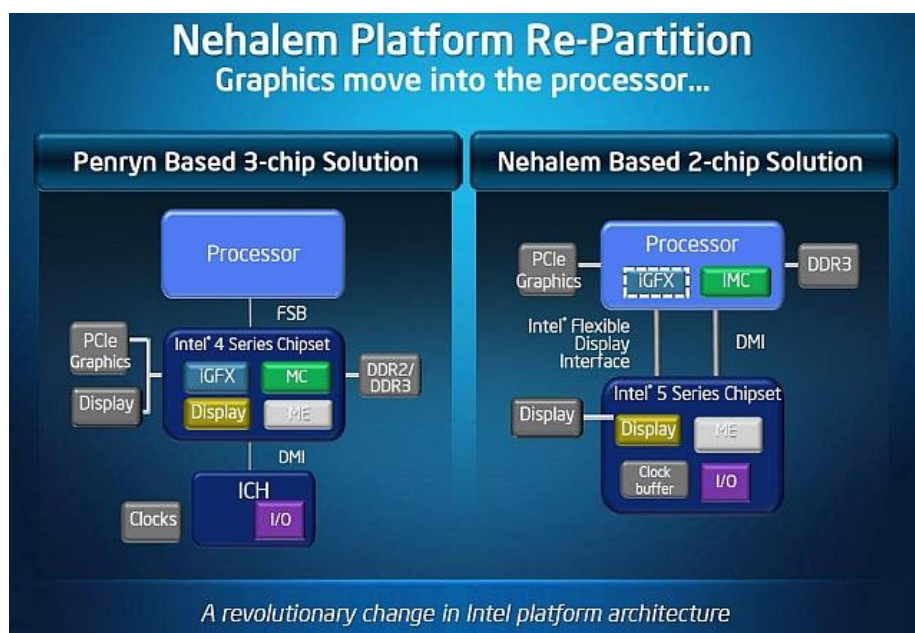 Nehalem Platform Re-Partition
Graphics move into the processor...
Penryn Based 3-chip Solution
Processor
FSB
Intel® 4 Series Chipset
PCIe
Graphics
iGFX
MC
DDR2/
DDR3
Display
Display
ME
DMI
ICH
Clocks
I/O
Nehalem Based 2-chip Solution
Processor
PCIe
Graphics
iGFX
IMC
DDR3
Intel® Flexible
Display
Interface
DMI
Intel® 5 Series Chipset
Display
Display
ME
Clock
buffer
I/O
A revolutionary change in Intel platform architecture